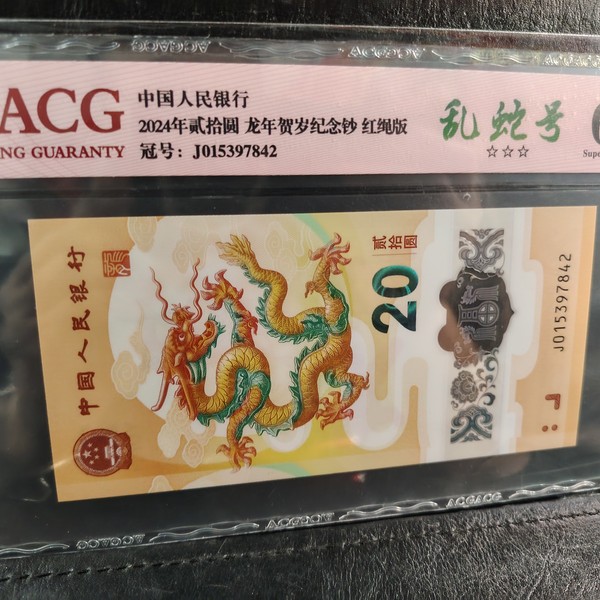 ACG
NG GUARANTY
中国人民银行
2024年贰拾圆 龙年贺岁纪念钞 红绳版
冠号：J015397842
乱蛇号
☆☆☆
Supe
中国人民银行
贰拾圆
20
J015397842
ACGACG